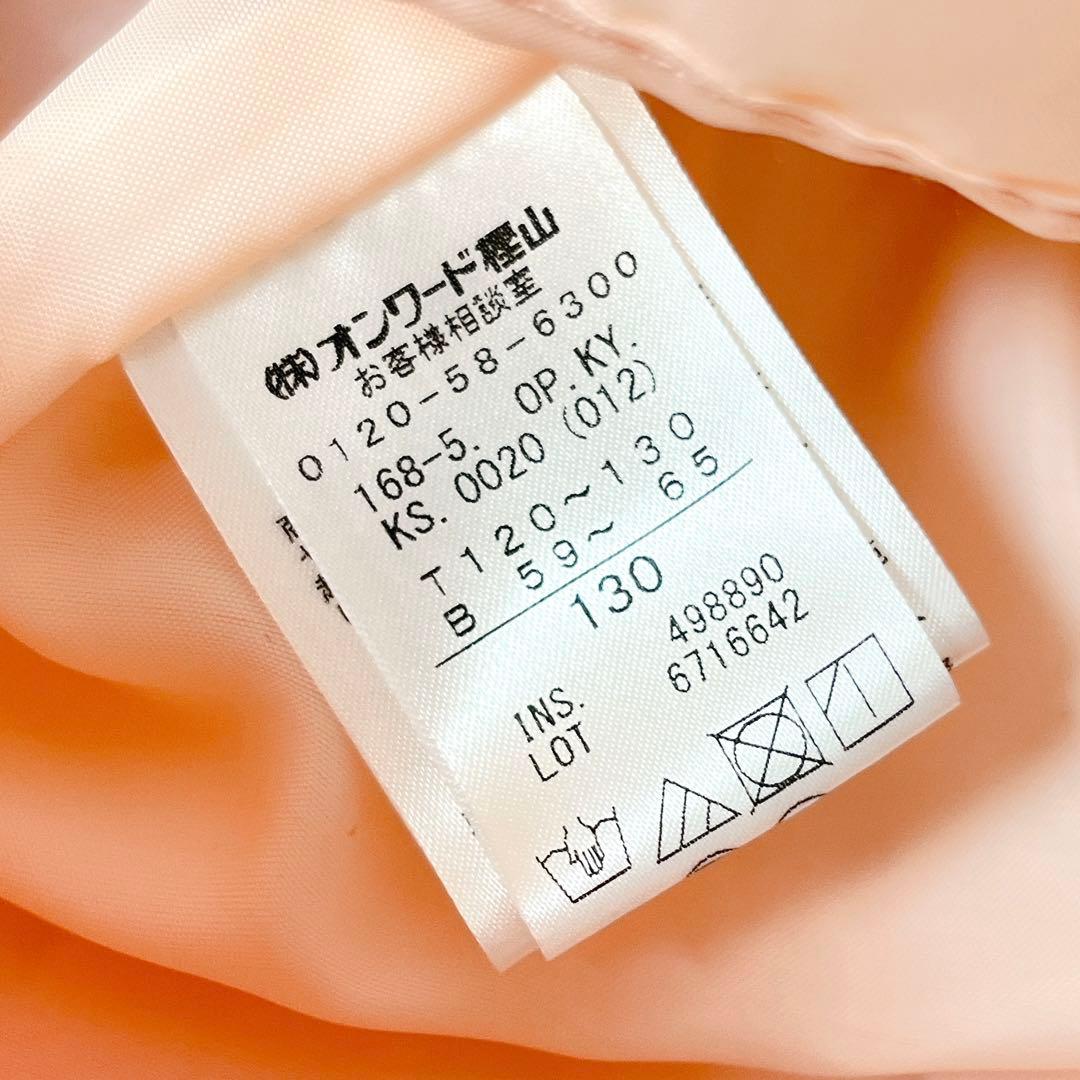 (株)オンワード樫山
お客様相談室
0120-58-6300
168-5. OP.KY.
KS.0020(012)
T120~130
B 59~ 65
130
498890
INS. 6716642
LOT